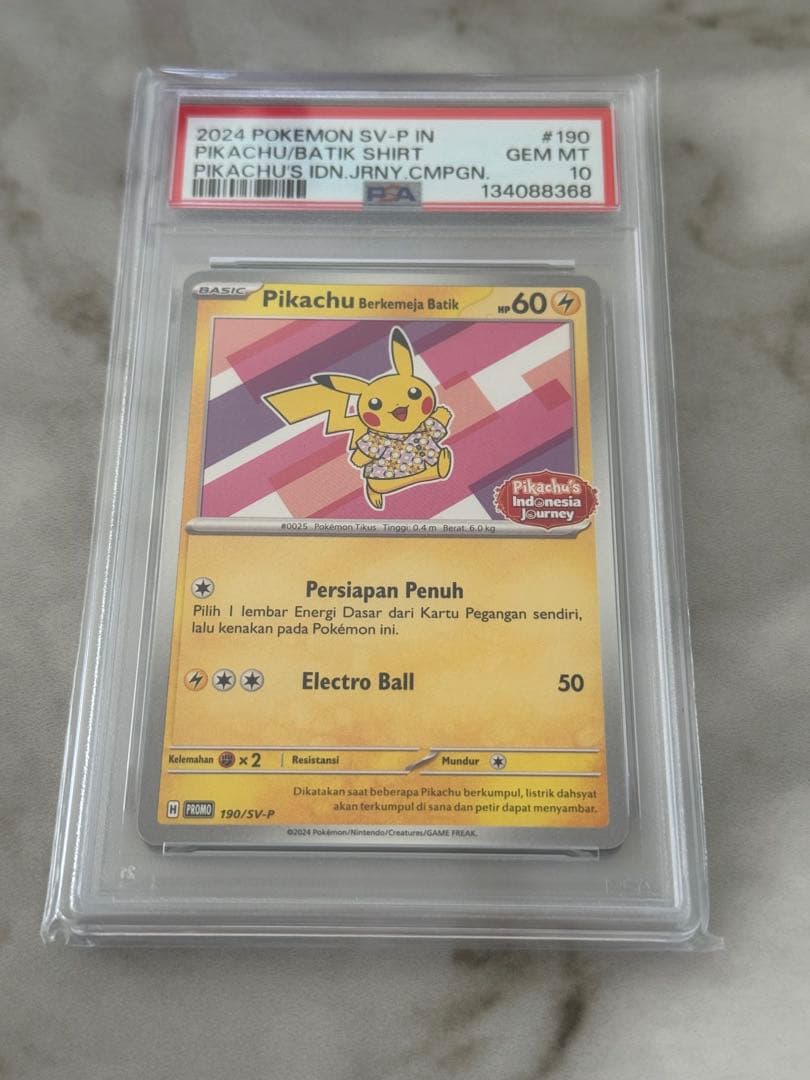 2024 POKEMON SV-P IN #190
PIKACHU/BATIK SHIRT GEM MT
PIKACHU'S IDN.JRNY.CMPGN. 10
PSA 134088368
BASIC Pikachu Berkemeja Batik HP 60
Pikachu's
Indonesia
Journey
#0025 Pokémon Tikus Tinggi: 0.4 m Berat: 6.0 kg
Persiapan Penuh
Pilih 1 lembar Energi Dasar dari Kartu Pegangan sendiri,
lalu kenakan pada Pokémon ini.
Electro Ball 50
Kelemahan x2 Resistansi Mundur
Dikatakan saat beberapa Pikachu berkumpul, listrik dahsyat
akan terkumpul di sana dan petir dapat menyambar.
H PROMO 190/SV-P
©2024 Pokémon/Nintendo/Creatures/GAME FREAK.